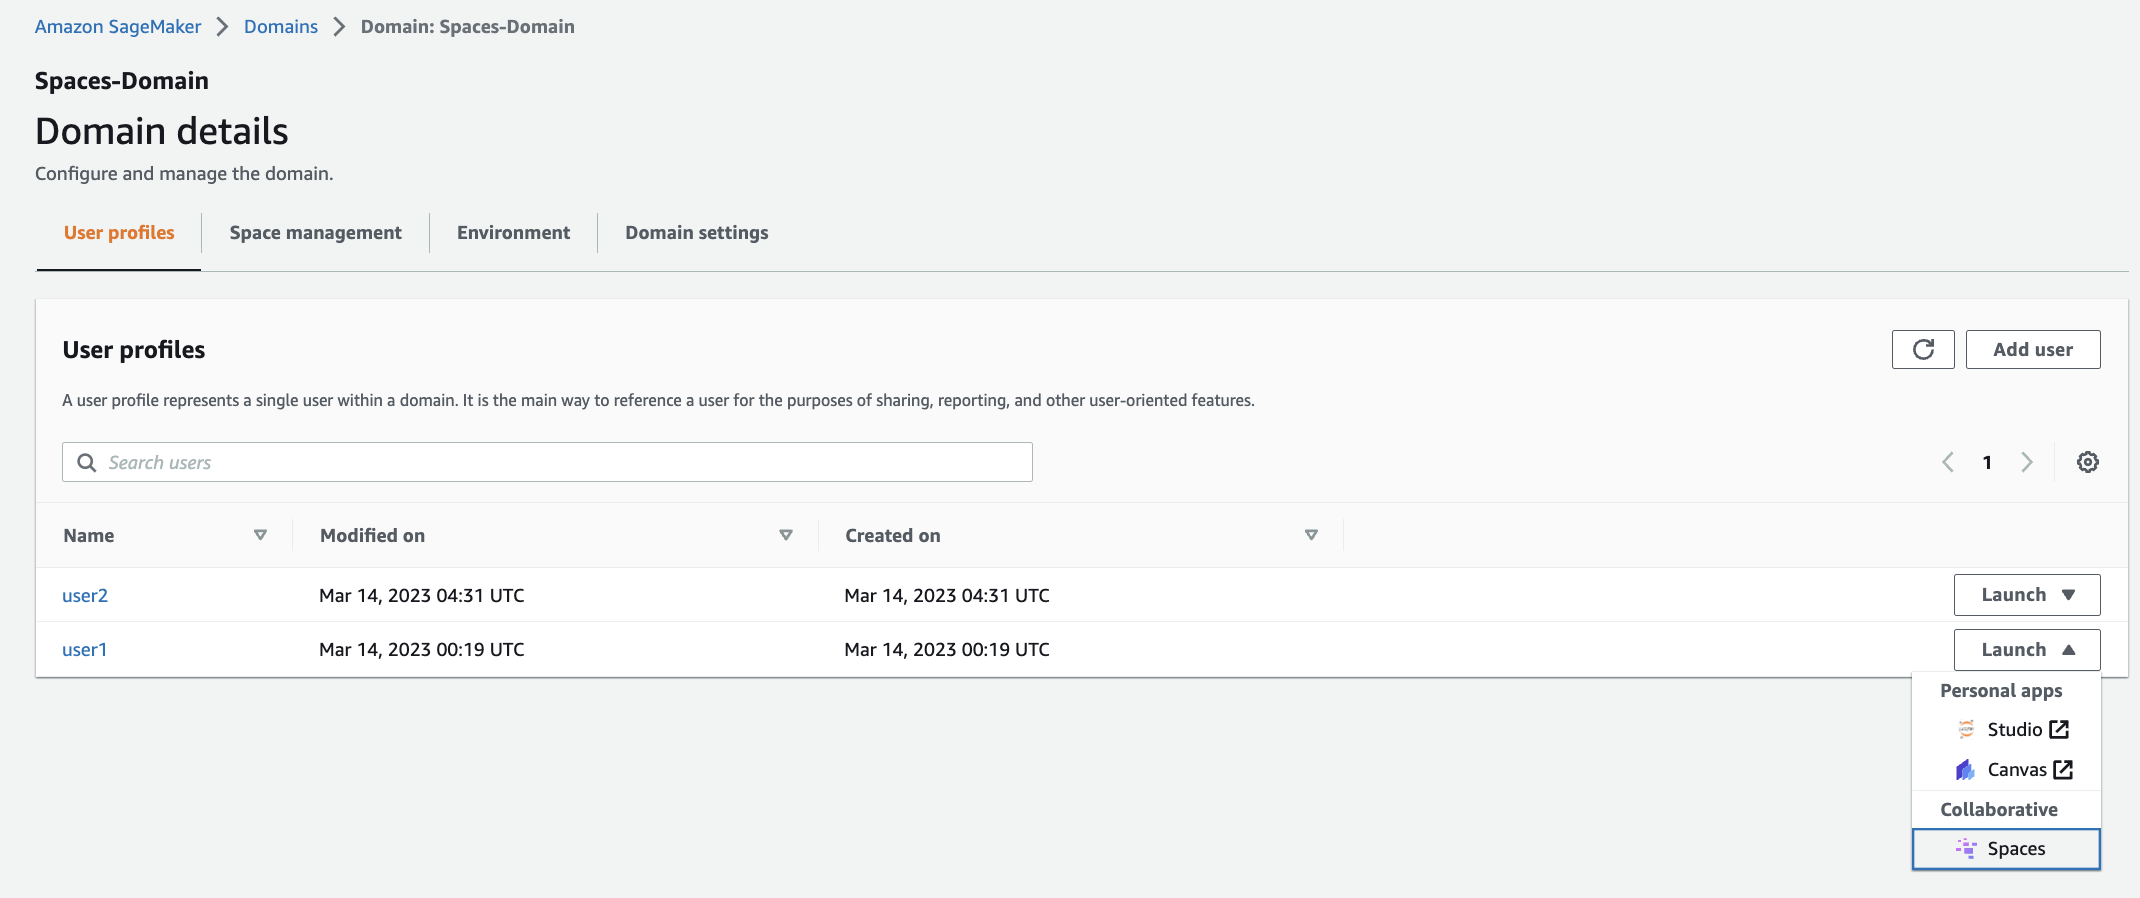 Amazon SageMaker > Domains > Domain: Spaces-Domain
Spaces-Domain
Domain details
Configure and manage the domain.
User profiles Space management Environment Domain settings
User profiles
Add user
A user profile represents a single user within a domain. It is the main way to reference a user for the purposes of sharing, reporting, and other user-oriented features.
Search users
1
Name Modified on Created on
user2 Mar 14, 2023 04:31 UTC Mar 14, 2023 04:31 UTC Launch
user1 Mar 14, 2023 00:19 UTC Mar 14, 2023 00:19 UTC Launch
Personal apps
Studio
Canvas
Collaborative
Spaces